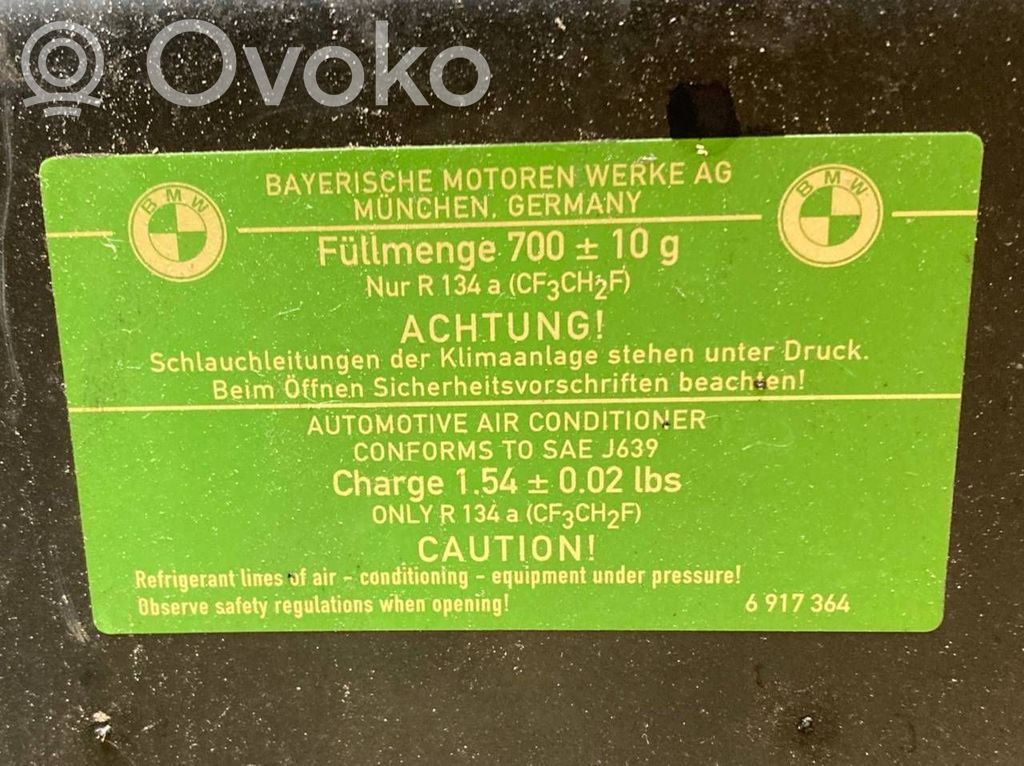 Ovoko
BAYERISCHE MOTOREN WERKE AG
MÜNCHEN, GERMANY
BMW
BMW
Füllmenge 700 ± 10 g
Nur R 134 a (CF3CH2F)
ACHTUNG!
Schlauchleitungen der Klimaanlage stehen unter Druck.
Beim Öffnen Sicherheitsvorschriften beachten!
AUTOMOTIVE AIR CONDITIONER
CONFORMS TO SAE J639
Charge 1.54 ± 0.02 lbs
ONLY R 134 a (CF3CH2F)
CAUTION!
Refrigerant lines of air - conditioning - equipment under pressure!
Observe safety regulations when opening!
6 917 364